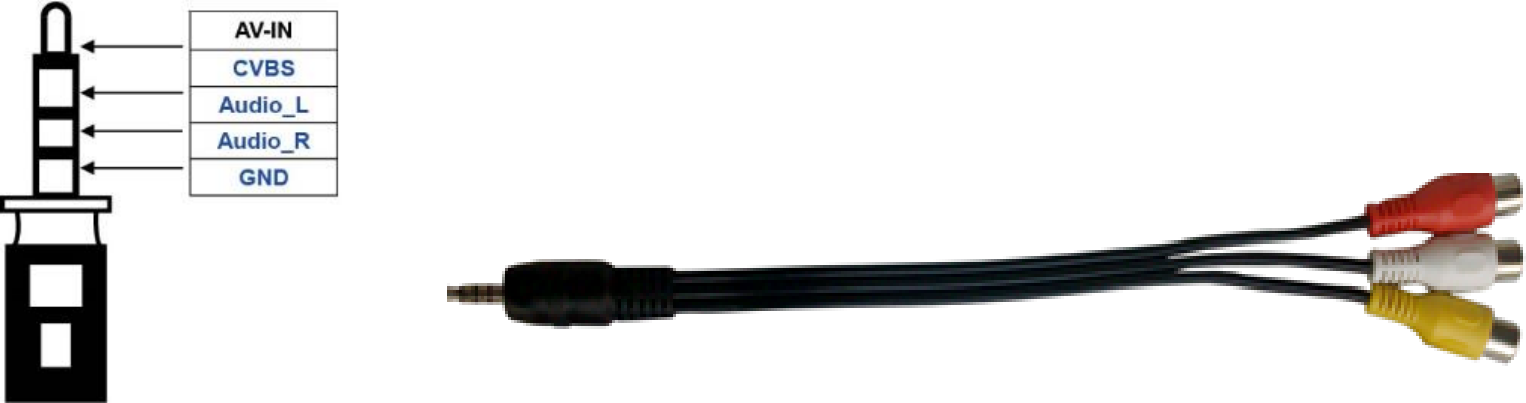 AV-IN
CVBS
Audio_L
Audio_R
GND